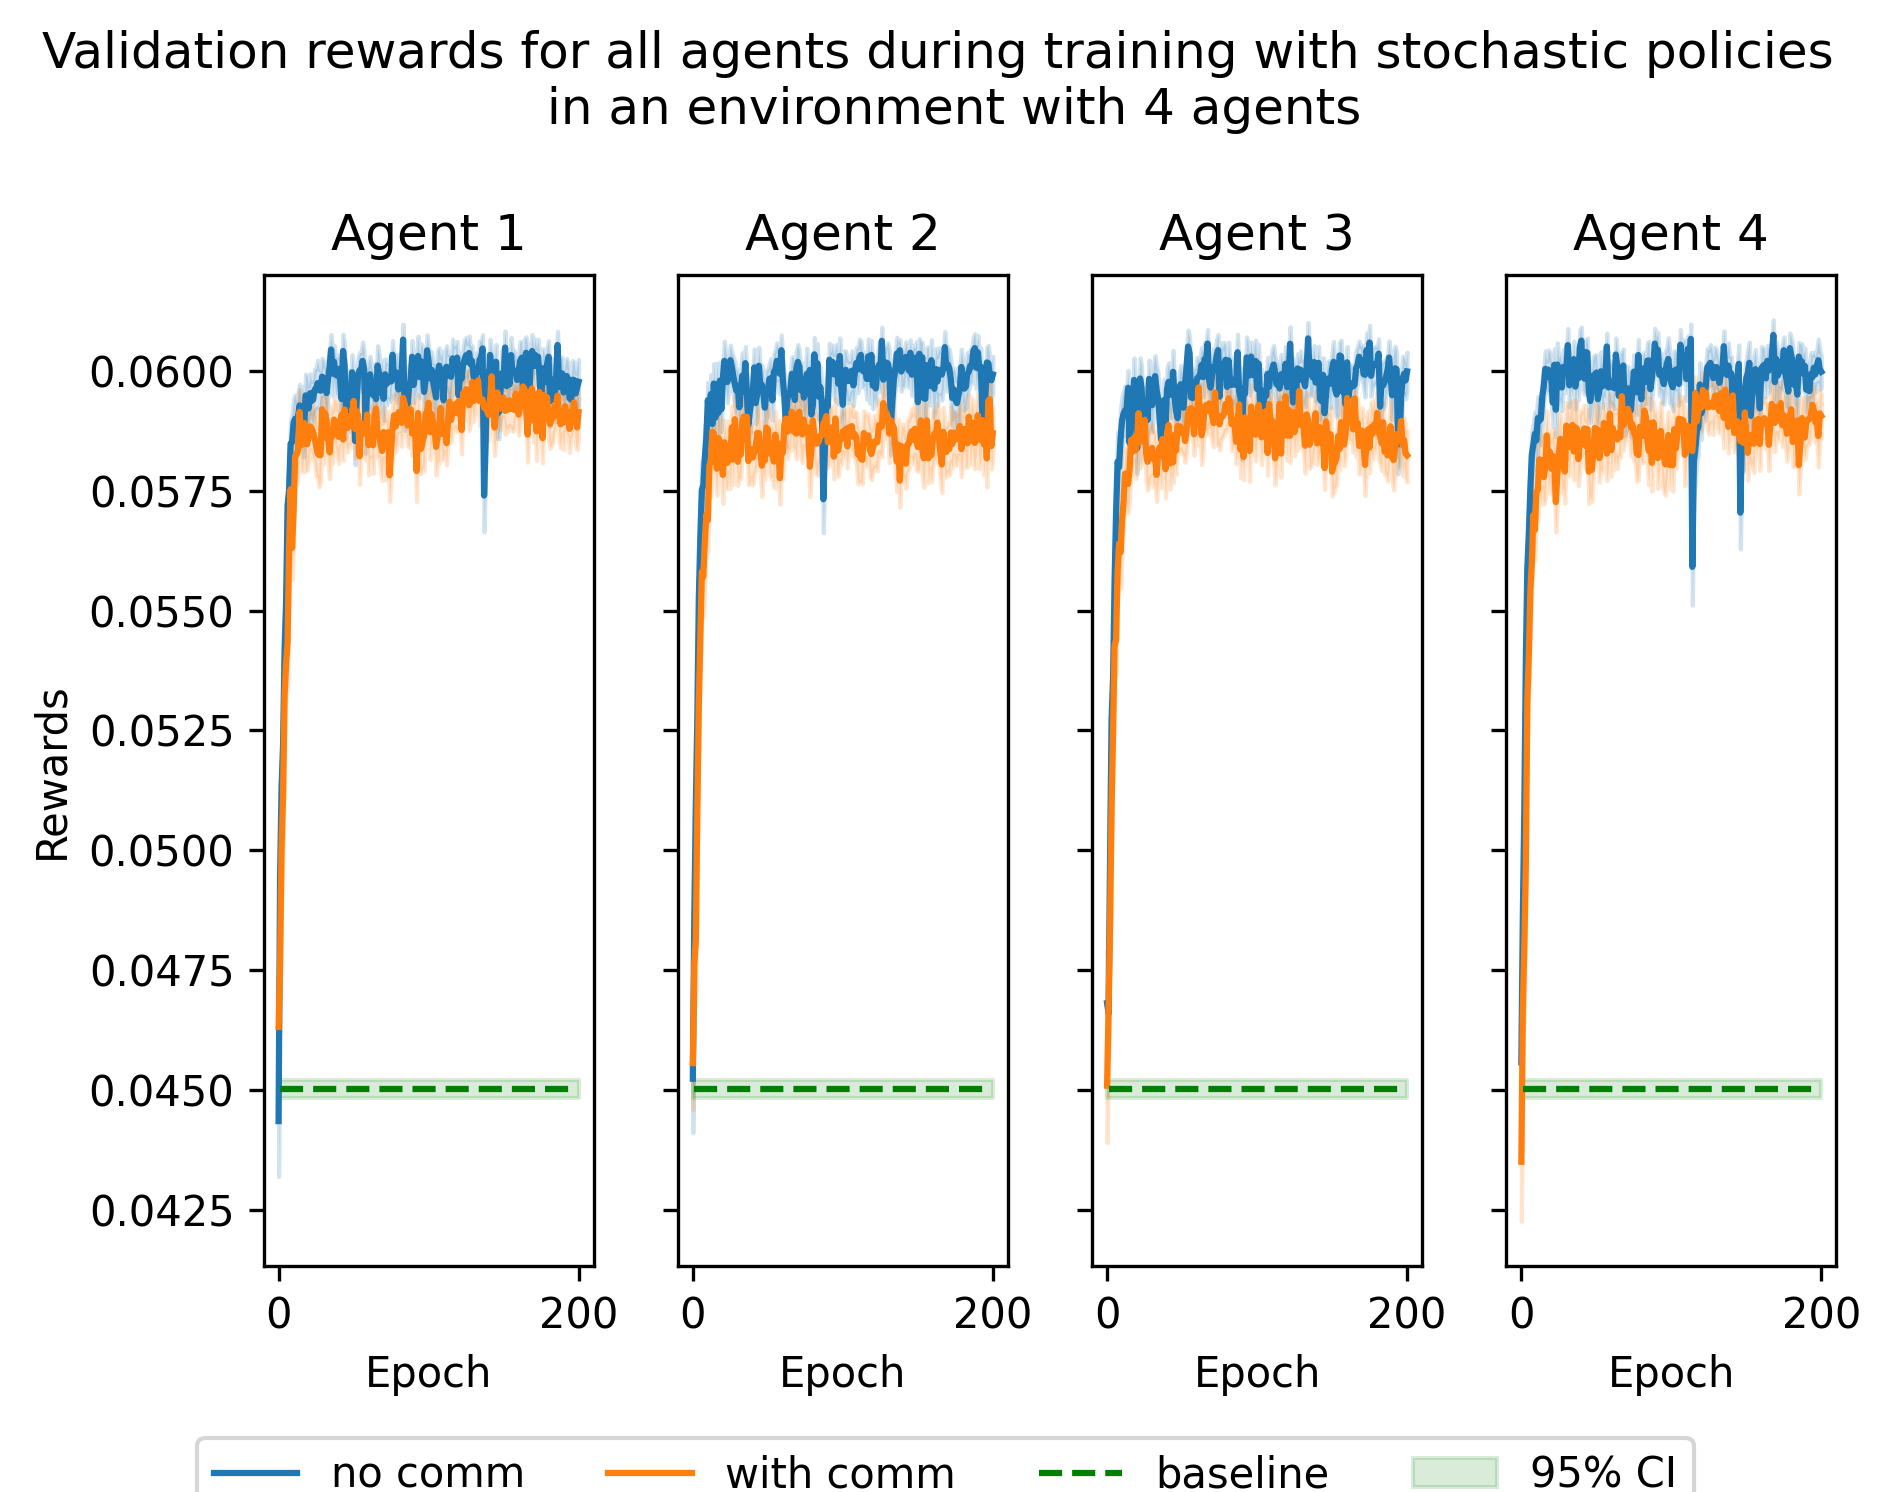 Validation rewards for all agents during training with stochastic policies
in an environment with 4 agents
Agent 1
Agent 2
Agent 3
Agent 4
Rewards
0.0600
0.0575
0.0550
0.0525
0.0500
0.0475
0.0450
0.0425
0 200
0 200
0 200
0 200
Epoch
Epoch
Epoch
Epoch
no comm
with comm
baseline
95% CI